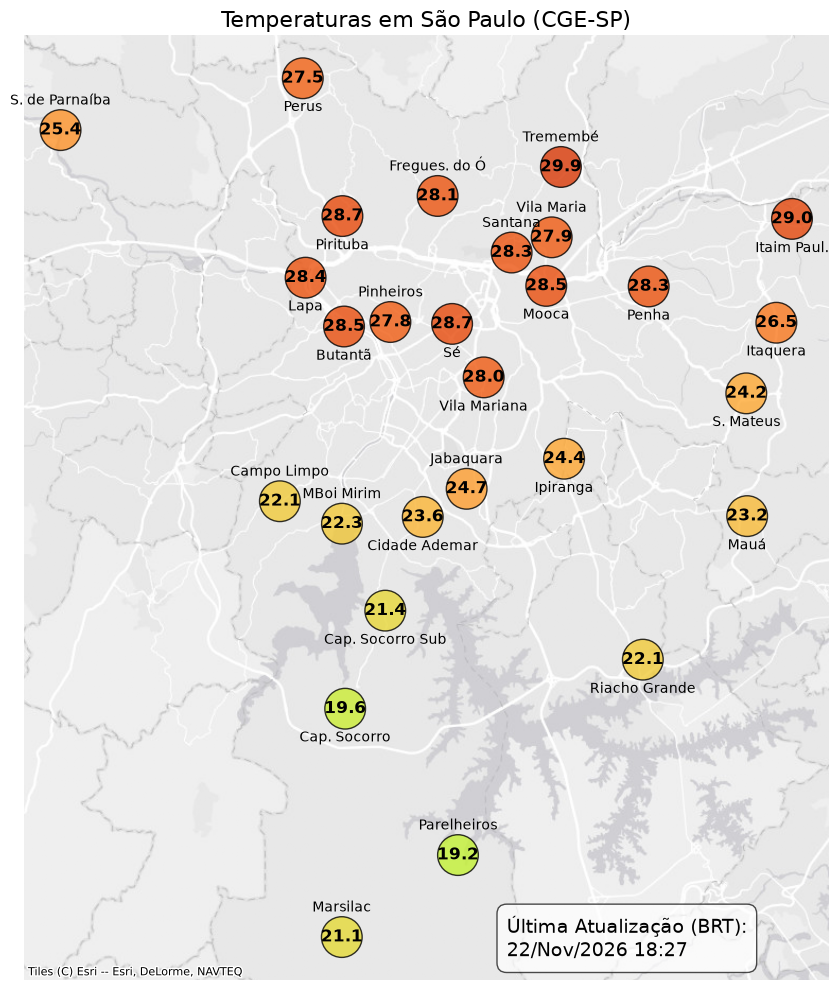 Temperaturas em São Paulo (CGE-SP)
27.5
Perus
S. de Parnaíba
25.4
Tremembé
29.9
Fregues. do Ó
28.1
28.7
Pirituba
Vila Maria
27.9
Santana
28.3
29.0
Itaim Paul.
28.4
Lapa
28.5
Mooca
28.3
Penha
Pinheiros
27.8
28.5
Butantã
28.7
Sé
26.5
Itaquera
28.0
Vila Mariana
24.2
S. Mateus
24.4
Ipiranga
Jabaquara
24.7
Campo Limpo
22.1
MBoi Mirim
22.3
23.6
Cidade Ademar
23.2
Mauá
21.4
Cap. Socorro Sub
22.1
Riacho Grande
19.6
Cap. Socorro
Parelheiros
19.2
Marsilac
21.1
Última Atualização (BRT):
22/Nov/2026 18:27
Tiles (C) Esri -- Esri, DeLorme, NAVTEQ